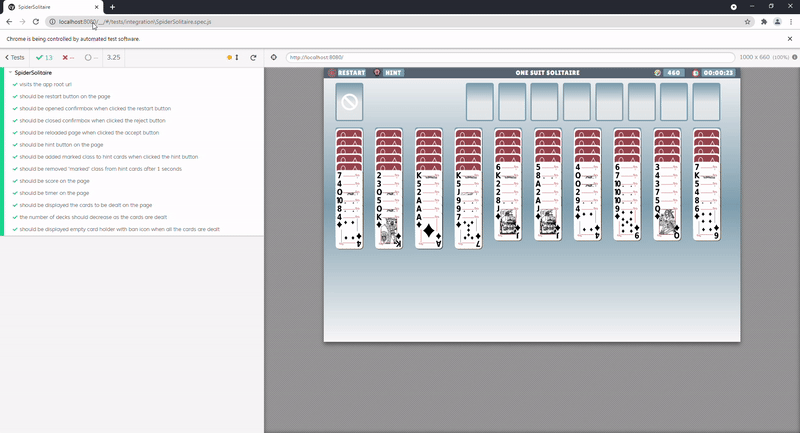 SpiderSolitaire
localhost:8080/__/#/tests/integration\SpiderSolitaire.spec.js
Chrome is being controlled by automated test software.
Tests 13 -- -- 3.25
http://localhost:8080/
1000 x 660 (100%)
SpiderSolitaire
visits the app root url
should be restart button on the page
should be opened confirmbox when clicked the restart button
should be closed confirmbox when clicked the reject button
should be reloaded page when clicked the accept button
should be hint button on the page
should be added marked class to hint cards when clicked the hint button
should be removed "marked" class from hint cards after 1 seconds
should be score on the page
should be timer on the page
should be displayed the cards to be dealt on the page
the number of decks should decrease as the cards are dealt
should be displayed empty card holder with ban icon when all the cards are dealt
RESTART HINT ONE SUIT SOLITAIRE 460 00:00:23